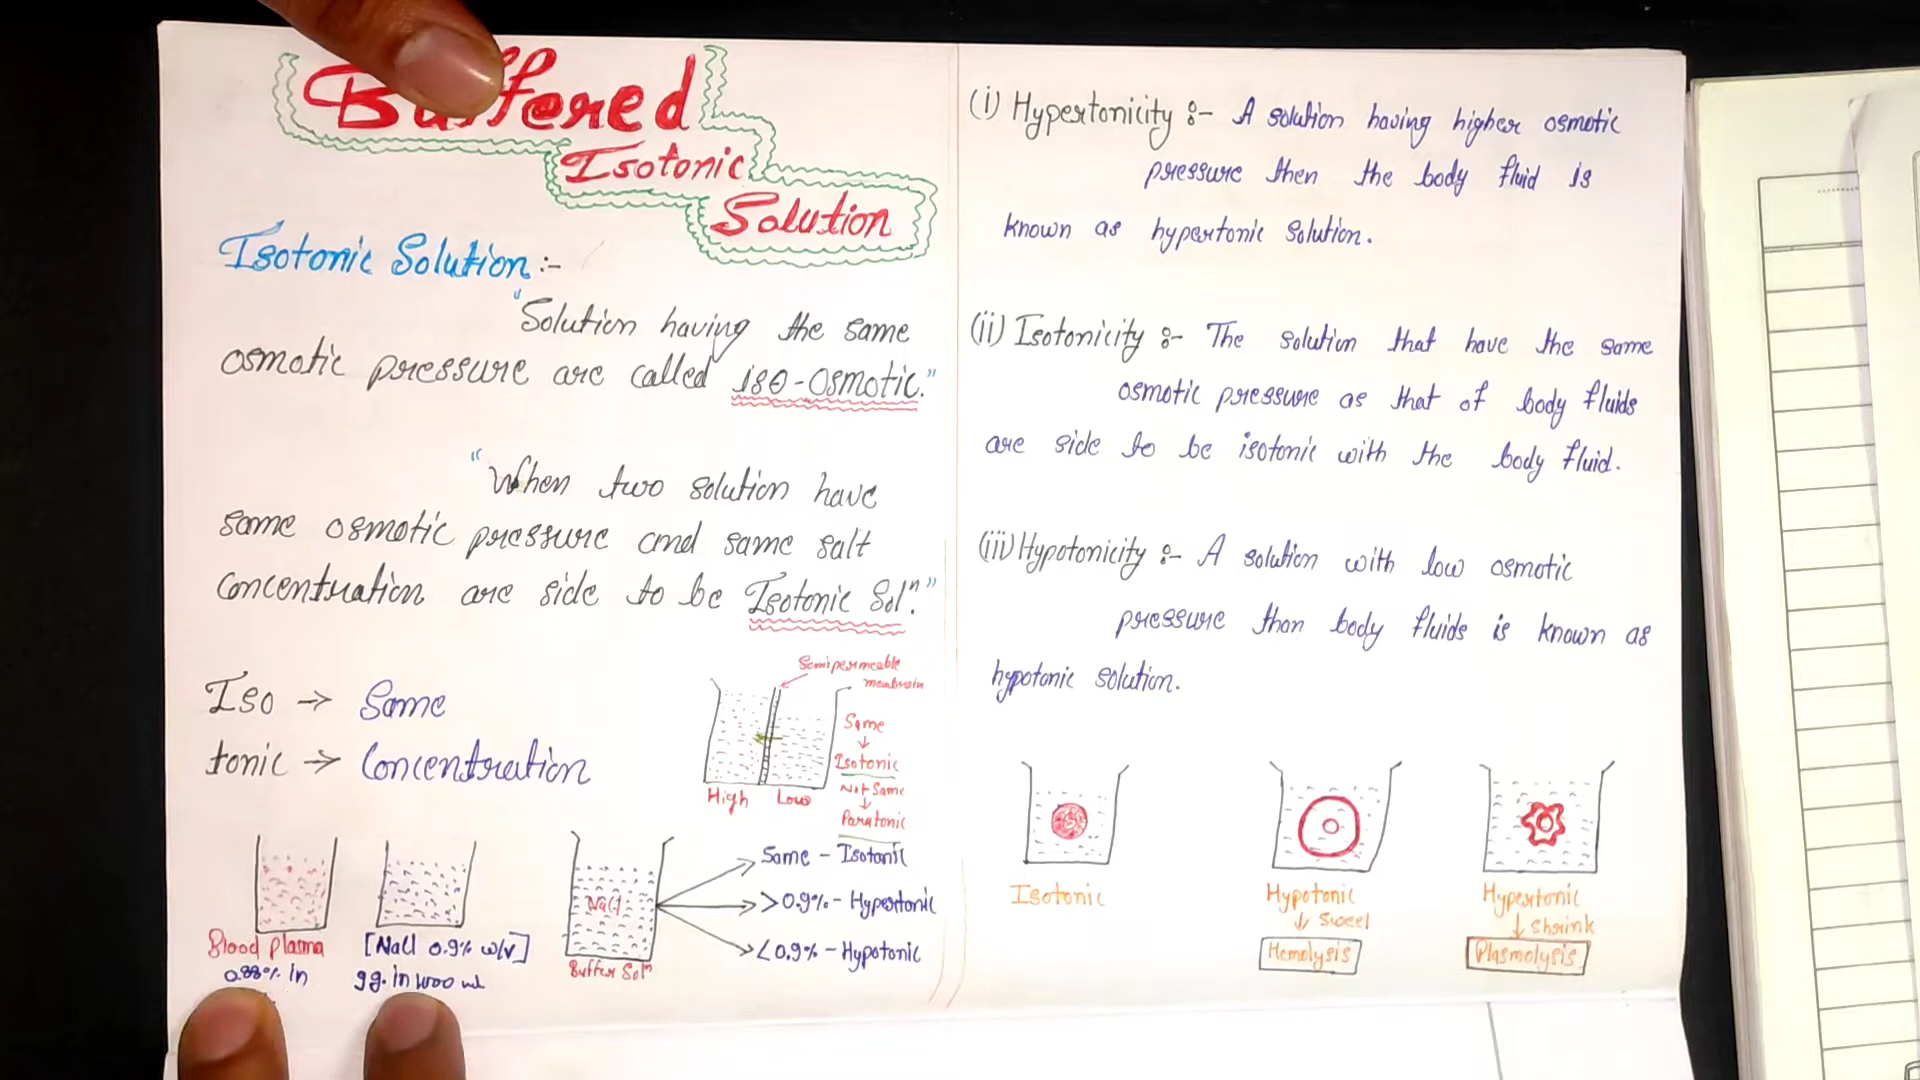 Buffered
Isotonic
Solution
Isotonic Solution :-
"Solution having the same
osmotic pressure are called iso-osmotic."
"When two solution have
same osmotic pressure and same salt
concentration are side to be Isotonic Solⁿ."
Iso → Same
tonic → Concentration
Semipermeable
membrain
Same
↓
Isotonic
Not Same
↓
Paratonic
High Low
Blood plasma
0.88% in
[NaCl 0.9% w/v]
9g. in 1000 ml
NaCl
Buffer Solⁿ
Same - Isotonic
>0.9% - Hypertonic
<0.9% - Hypotonic
(i) Hypertonicity :- A solution having higher osmotic
pressure then the body fluid is
known as hypertonic solution.
(ii) Isotonicity :- The solution that have the same
osmotic pressure as that of body fluids
are side to be isotonic with the body fluid.
(iii) Hypotonicity :- A solution with low osmotic
pressure than body fluids is known as
hypotonic solution.
Isotonic
Hypotonic
↓ Sweel
Hemolysis
Hypertonic
↓ Shrink
Plasmolysis